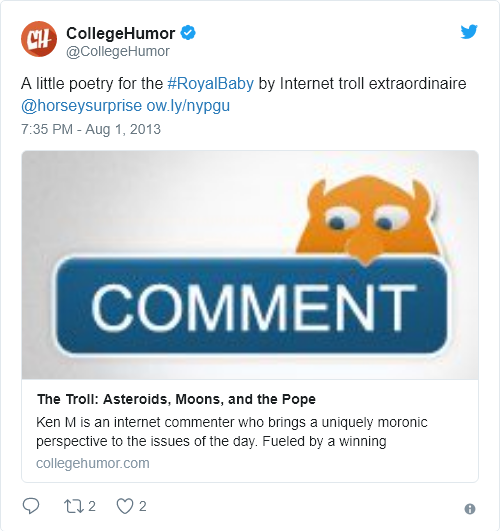 CH CollegeHumor
@CollegeHumor
A little poetry for the #RoyalBaby by Internet troll extraordinaire
@horseysurprise ow.ly/nypgu
7:35 PM - Aug 1, 2013
COMMENT
The Troll: Asteroids, Moons, and the Pope
Ken M is an internet commenter who brings a uniquely moronic
perspective to the issues of the day. Fueled by a winning
collegehumor.com
2 2